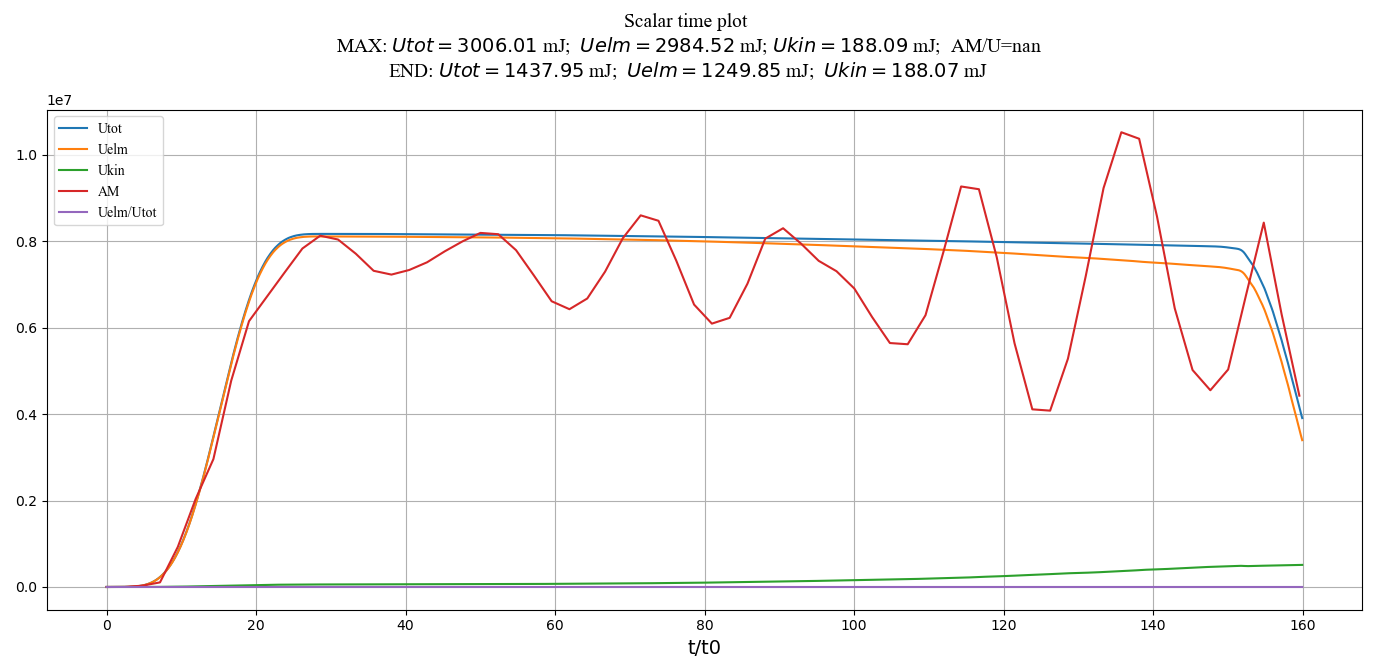 Scalar time plot
MAX: Utot = 3006.01 mJ; Uelm = 2984.52 mJ; Ukin = 188.09 mJ; AM/U=nan
END: Utot = 1437.95 mJ; Uelm = 1249.85 mJ; Ukin = 188.07 mJ
1e7
Utot
Uelm
Ukin
AM
Uelm/Utot
1.0
0.8
0.6
0.4
0.2
0.0
0 20 40 60 80 100 120 140 160
t/t0